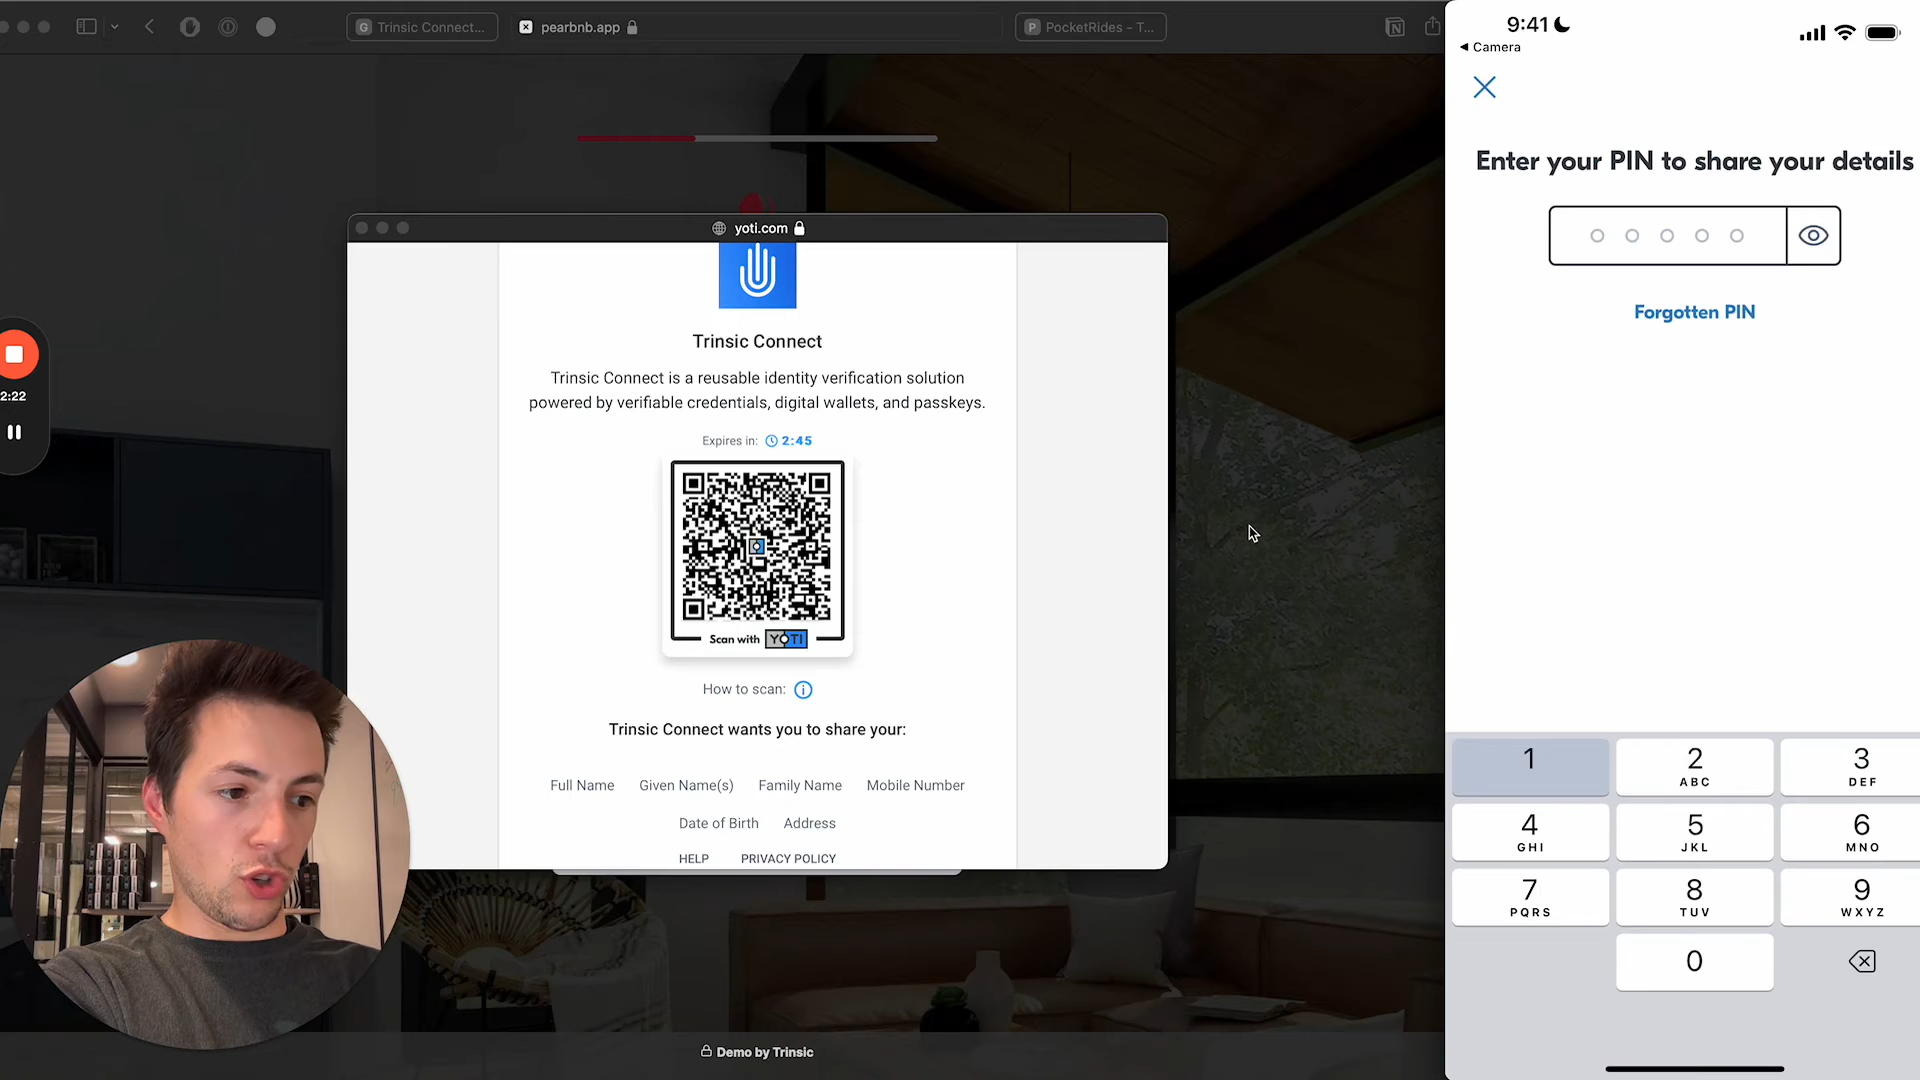 Trinsic Connect...
pearbnb.app
PocketRides – T...
9:41
Camera
Enter your PIN to share your details
Forgotten PIN
yoti.com
Trinsic Connect
Trinsic Connect is a reusable identity verification solution
powered by verifiable credentials, digital wallets, and passkeys.
Expires in: 2:45
Scan with YOTI
How to scan:
Trinsic Connect wants you to share your:
Full Name Given Name(s) Family Name Mobile Number
Date of Birth Address
HELP PRIVACY POLICY
2:22
Demo by Trinsic
1
2
ABC
3
DEF
4
GHI
5
JKL
6
MNO
7
PQRS
8
TUV
9
WXYZ
0